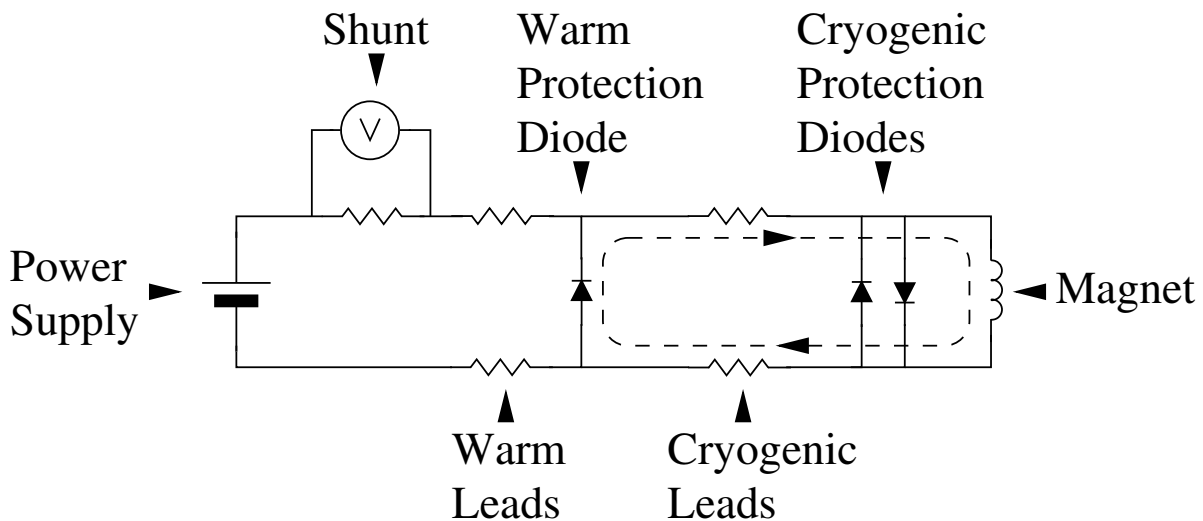 Shunt
Warm
Protection
Diode
Cryogenic
Protection
Diodes
V
Power
Supply
Magnet
Warm
Leads
Cryogenic
Leads